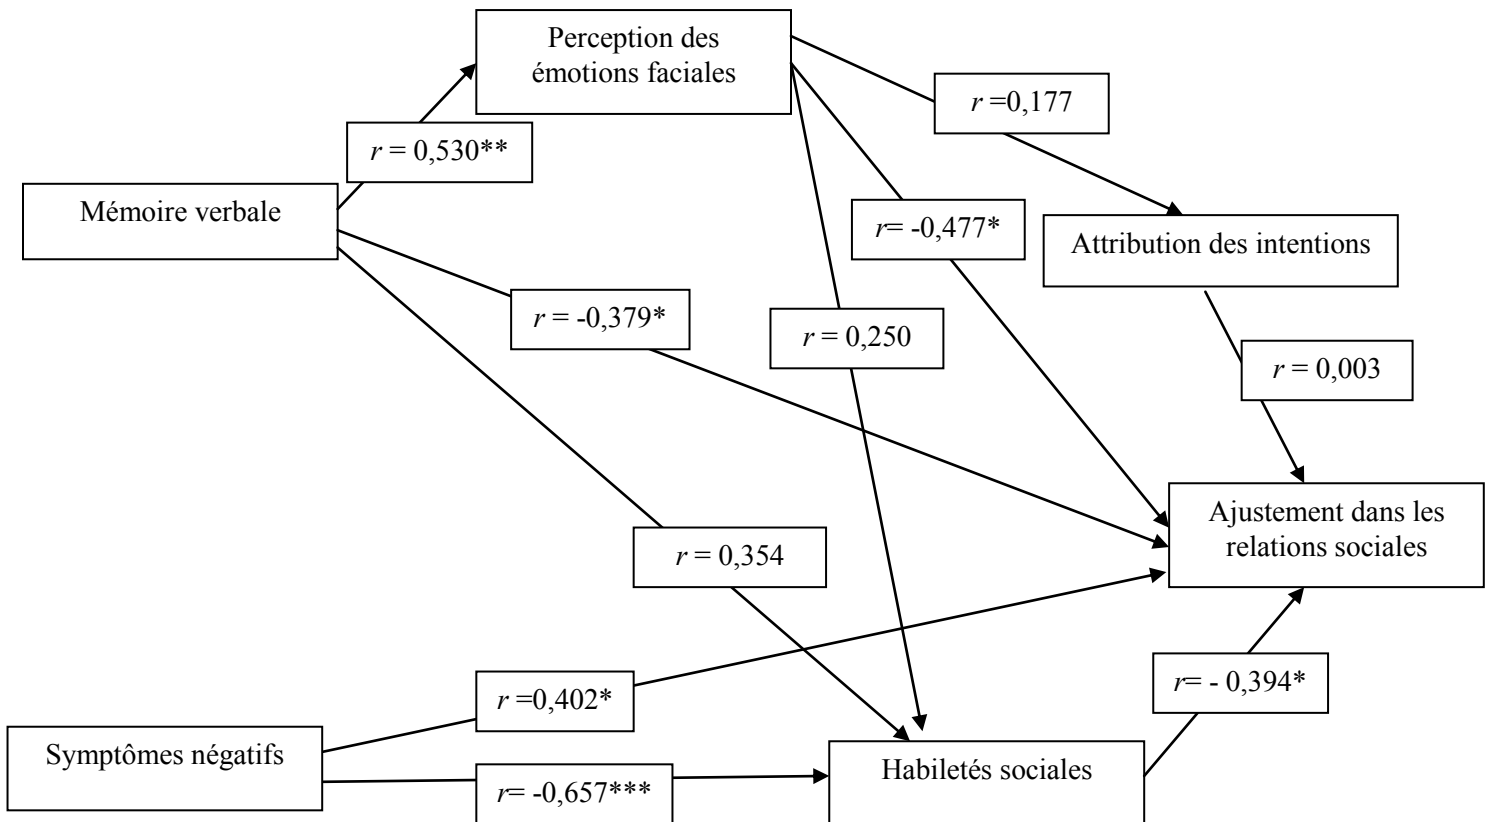 Perception des
émotions faciales
r =0,177
r = 0,530**
Mémoire verbale
r= -0,477*
Attribution des intentions
r = -0,379*
r = 0,250
r = 0,003
Ajustement dans les
relations sociales
r = 0,354
r =0,402*
r= - 0,394*
Symptômes négatifs
Habiletés sociales
r= -0,657***